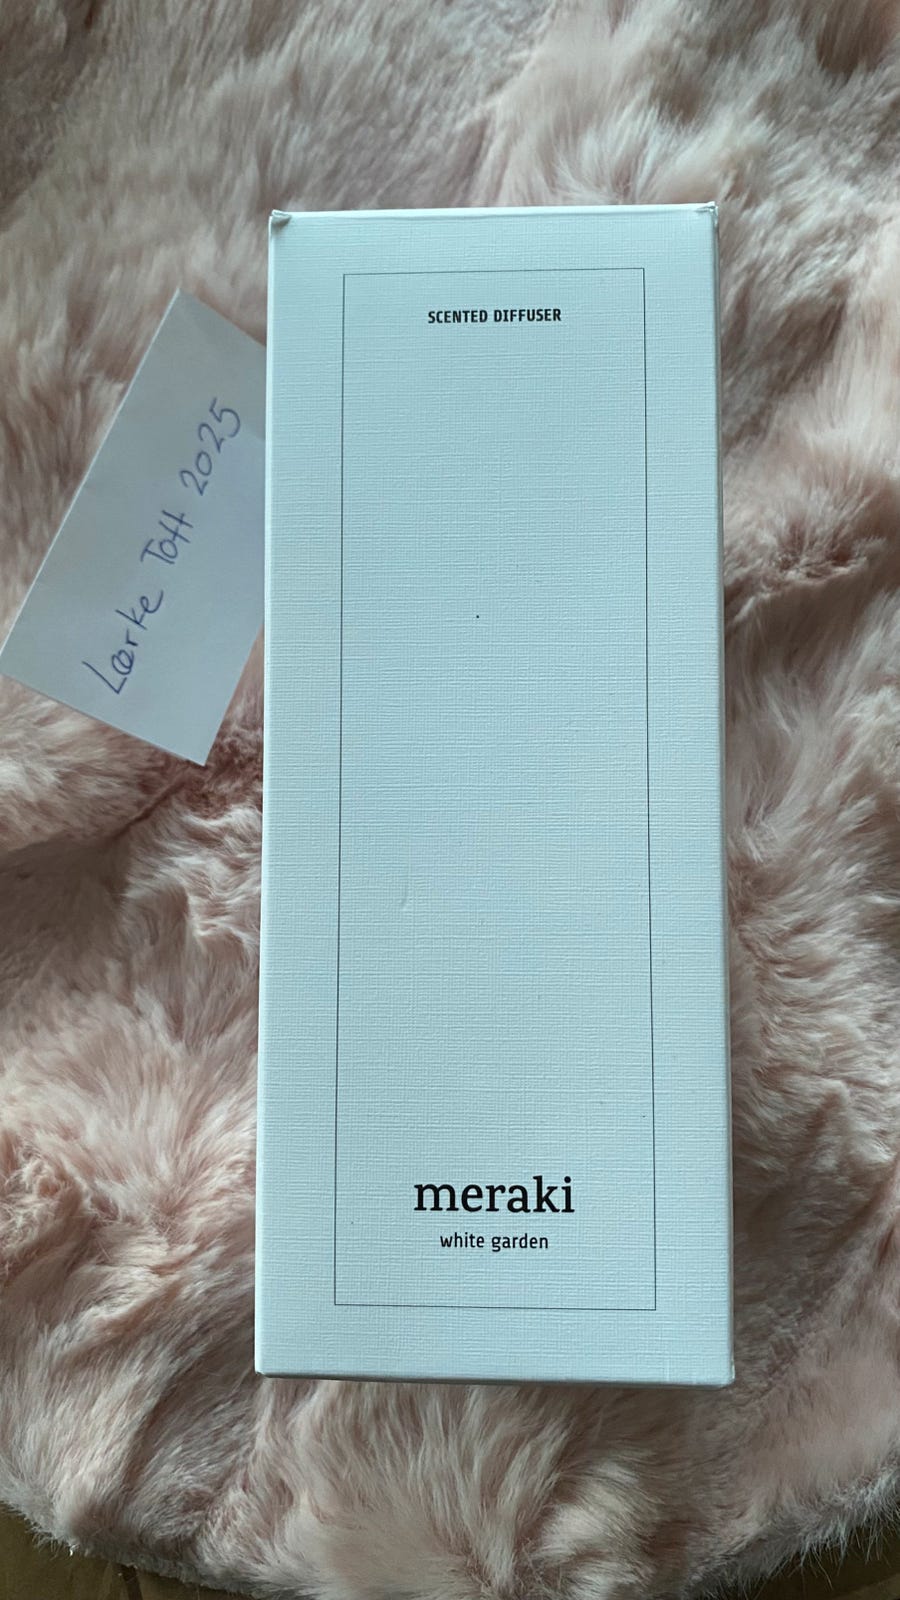 SCENTED DIFFUSER
Lærke Toft 2025
meraki
white garden